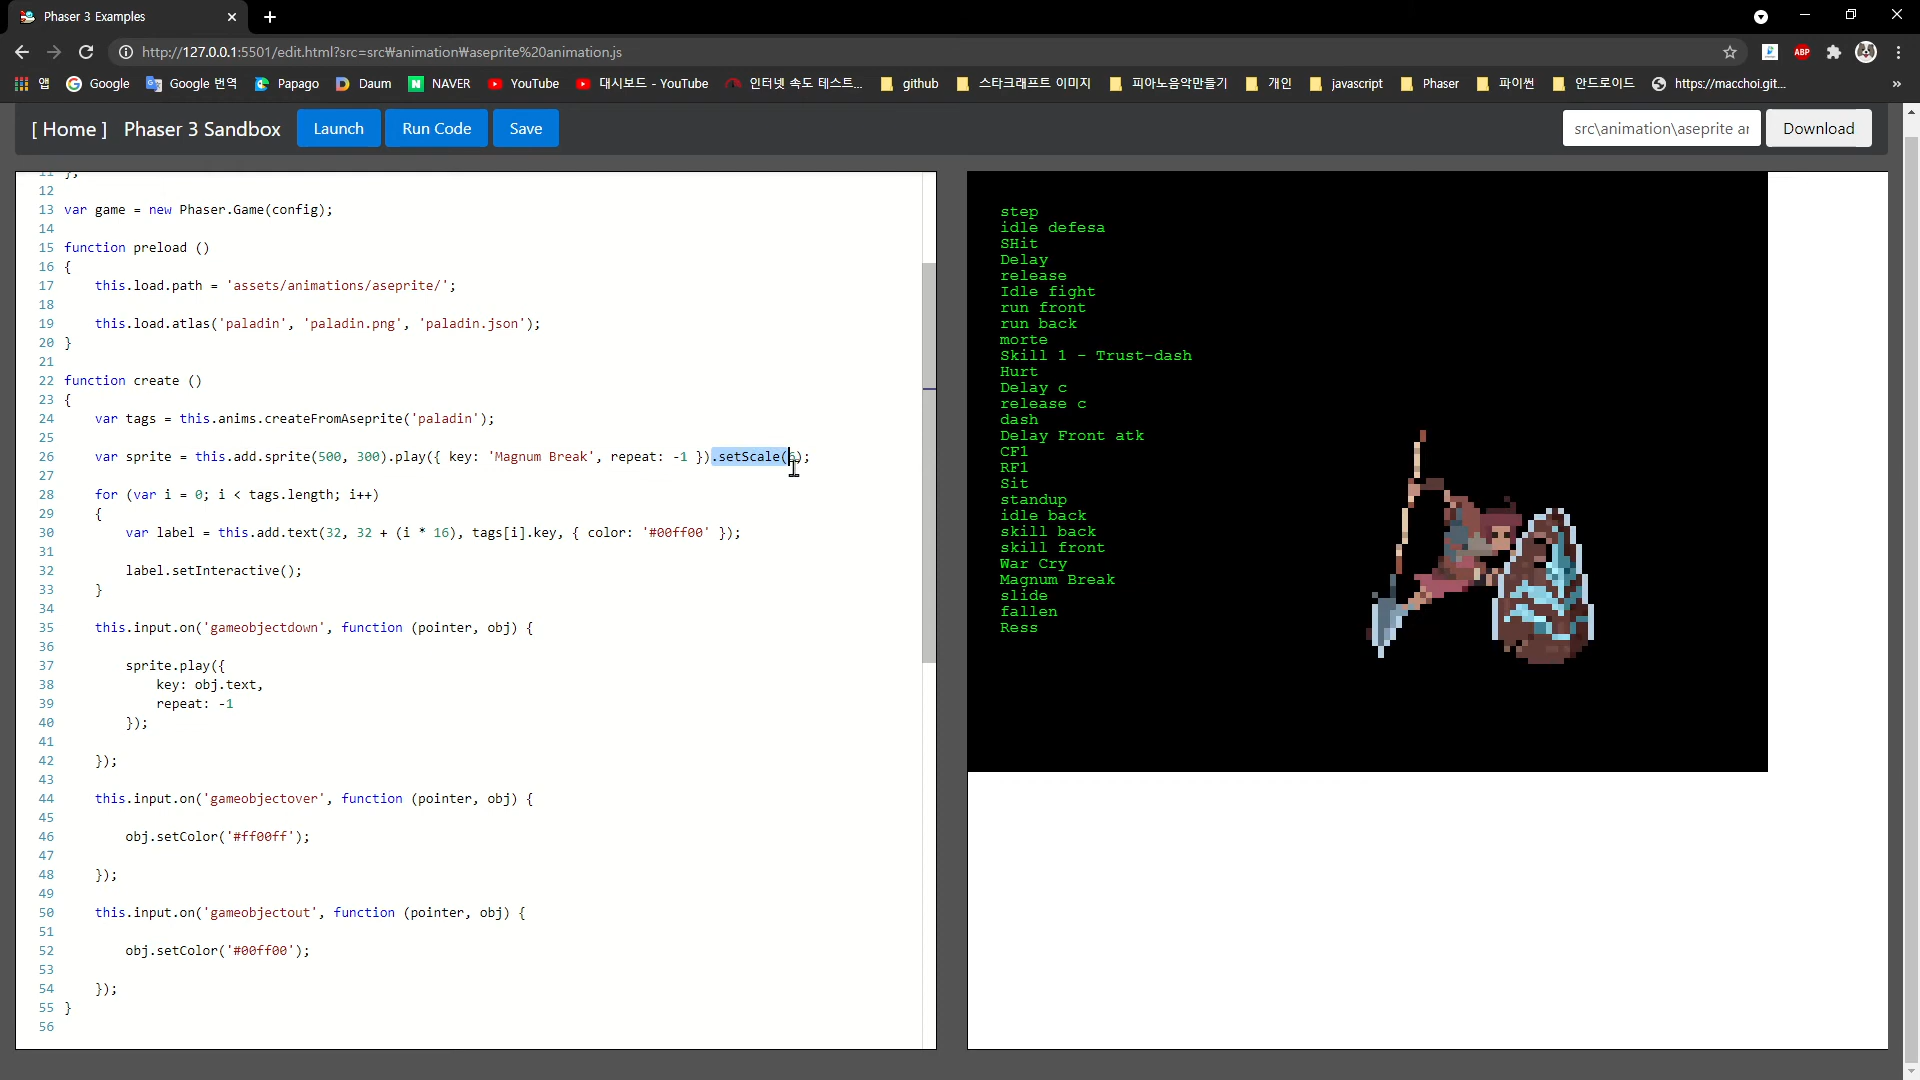 Phaser 3 Examples
http://127.0.0.1:5501/edit.html?src=src₩animation₩aseprite%20animation.js
앱 Google Google 번역 Papago Daum NAVER YouTube 대시보드 - YouTube 인터넷 속도 테스트... github 스타크래프트 이미지 피아노음악만들기 개인 javascript Phaser 파이썬 안드로이드 https://macchoi.git...
[ Home ] Phaser 3 Sandbox Launch Run Code Save src\animation\aseprite ar Download
11 };
12
13 var game = new Phaser.Game(config);
14
15 function preload ()
16 {
17 this.load.path = 'assets/animations/aseprite/';
18
19 this.load.atlas('paladin', 'paladin.png', 'paladin.json');
20 }
21
22 function create ()
23 {
24 var tags = this.anims.createFromAseprite('paladin');
25
26 var sprite = this.add.sprite(500, 300).play({ key: 'Magnum Break', repeat: -1 }).setScale(6);
27
28 for (var i = 0; i < tags.length; i++)
29 {
30 var label = this.add.text(32, 32 + (i * 16), tags[i].key, { color: '#00ff00' });
31
32 label.setInteractive();
33 }
34
35 this.input.on('gameobjectdown', function (pointer, obj) {
36
37 sprite.play({
38 key: obj.text,
39 repeat: -1
40 });
41
42 });
43
44 this.input.on('gameobjectover', function (pointer, obj) {
45
46 obj.setColor('#ff00ff');
47
48 });
49
50 this.input.on('gameobjectout', function (pointer, obj) {
51
52 obj.setColor('#00ff00');
53
54 });
55 }
56
step
idle defesa
SHit
Delay
release
Idle fight
run front
run back
morte
Skill 1 - Trust-dash
Hurt
Delay c
release c
dash
Delay Front atk
CF1
RF1
Sit
standup
idle back
skill back
skill front
War Cry
Magnum Break
slide
fallen
Ress